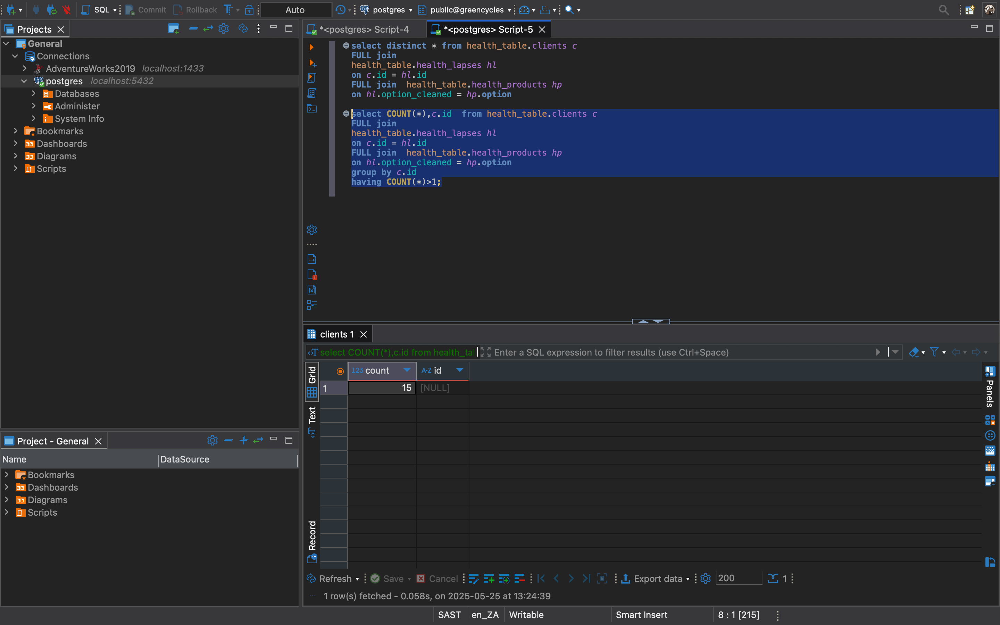 SQL Commit Rollback Auto postgres public@greencycles
Projects
General
Connections
AdventureWorks2019 localhost:1433
postgres localhost:5432
Databases
Administer
System Info
Bookmarks
Dashboards
Diagrams
Scripts
*<postgres> Script-4
*<postgres> Script-5
select distinct * from health_table.clients c
FULL join
health_table.health_lapses hl
on c.id = hl.id
FULL join  health_table.health_products hp
on hl.option_cleaned = hp.option
select COUNT(*),c.id  from health_table.clients c
FULL join
health_table.health_lapses hl
on c.id = hl.id
FULL join  health_table.health_products hp
on hl.option_cleaned = hp.option
group by c.id
having COUNT(*)>1;
Project - General
Name DataSource
Bookmarks
Dashboards
Diagrams
Scripts
clients 1
select COUNT(*),c.id from health_tal Enter a SQL expression to filter results (use Ctrl+Space)
Grid
Text
Record
123 count A-Z id
1 15 [NULL]
Panels
Refresh Save Cancel Export data 200 1
1 row(s) fetched - 0.058s, on 2025-05-25 at 13:24:39
SAST en_ZA Writable Smart Insert 8 : 1 [215]